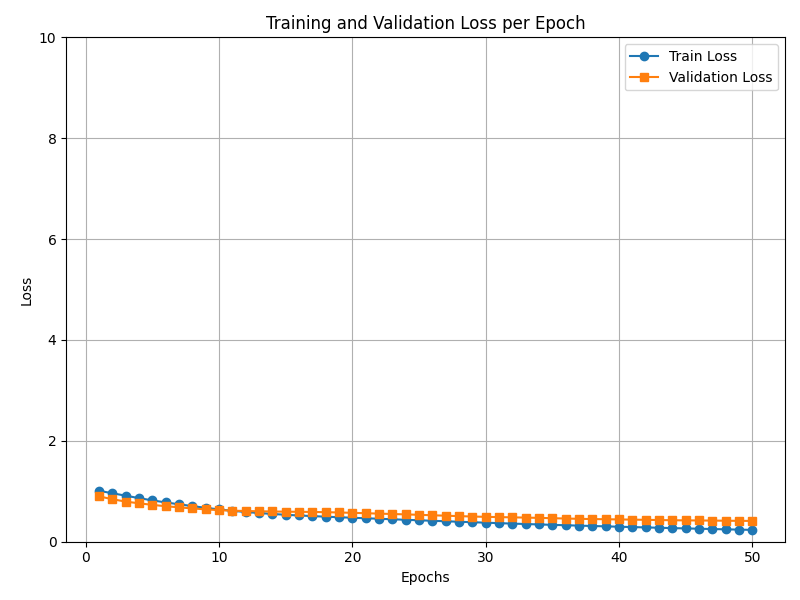 Training and Validation Loss per Epoch
10
Train Loss
Validation Loss
8
6
4
2
0
Loss
0 10 20 30 40 50
Epochs